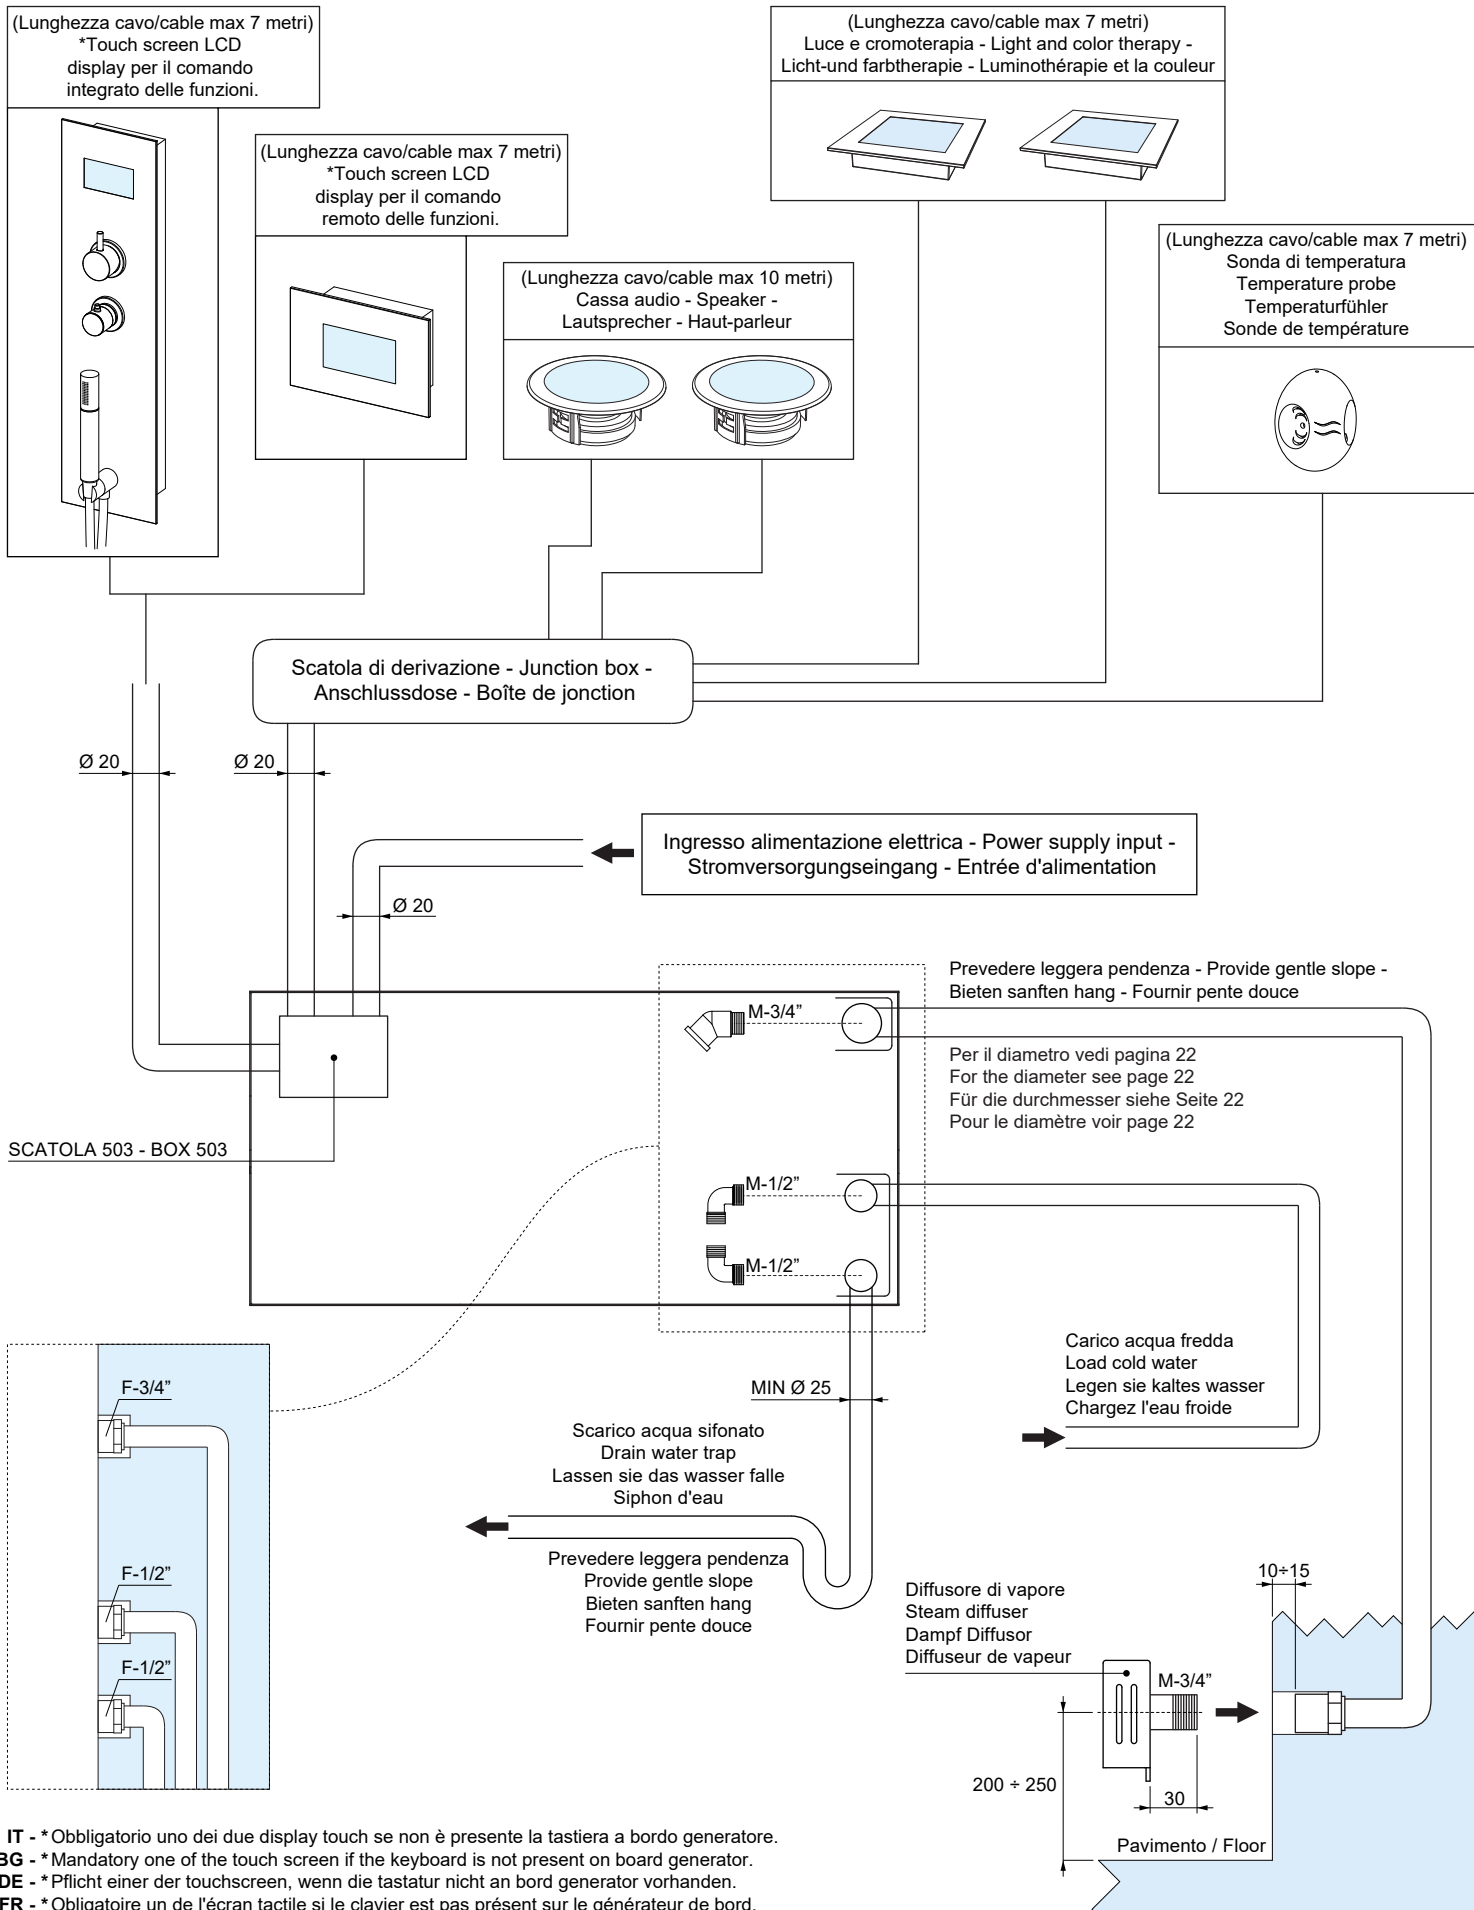 (Lunghezza cavo/cable max 7 metri)
*Touch screen LCD
display per il comando
integrato delle funzioni.
(Lunghezza cavo/cable max 7 metri)
*Touch screen LCD
display per il comando
remoto delle funzioni.
(Lunghezza cavo/cable max 10 metri)
Cassa audio - Speaker -
Lautsprecher - Haut-parleur
(Lunghezza cavo/cable max 7 metri)
Luce e cromoterapia - Light and color therapy -
Licht-und farbtherapie - Luminothérapie et la couleur
(Lunghezza cavo/cable max 7 metri)
Sonda di temperatura
Temperature probe
Temperaturfühler
Sonde de température
Scatola di derivazione - Junction box -
Anschlussdose - Boîte de jonction
Ø 20
Ø 20
Ingresso alimentazione elettrica - Power supply input -
Stromversorgungseingang - Entrée d'alimentation
Ø 20
Prevedere leggera pendenza - Provide gentle slope -
Bieten sanften hang - Fournir pente douce
M-3/4”
Per il diametro vedi pagina 22
For the diameter see page 22
Für die durchmesser siehe Seite 22
Pour le diamètre voir page 22
SCATOLA 503 - BOX 503
M-1/2”
M-1/2”
Carico acqua fredda
Load cold water
Legen sie kaltes wasser
Chargez l'eau froide
MIN Ø 25
F-3/4”
F-1/2”
F-1/2”
Scarico acqua sifonato
Drain water trap
Lassen sie das wasser falle
Siphon d'eau
Prevedere leggera pendenza
Provide gentle slope
Bieten sanften hang
Fournir pente douce
Diffusore di vapore
Steam diffuser
Dampf Diffusor
Diffuseur de vapeur
10÷15
M-3/4”
200 ÷ 250
30
Pavimento / Floor
IT - * Obbligatorio uno dei due display touch se non è presente la tastiera a bordo generatore.
BG - * Mandatory one of the touch screen if the keyboard is not present on board generator.
DE - * Pflicht einer der touchscreen, wenn die tastatur nicht an bord generator vorhanden.
FR - * Obligatoire un de l'écran tactile si le clavier est pas présent sur le générateur de bord.